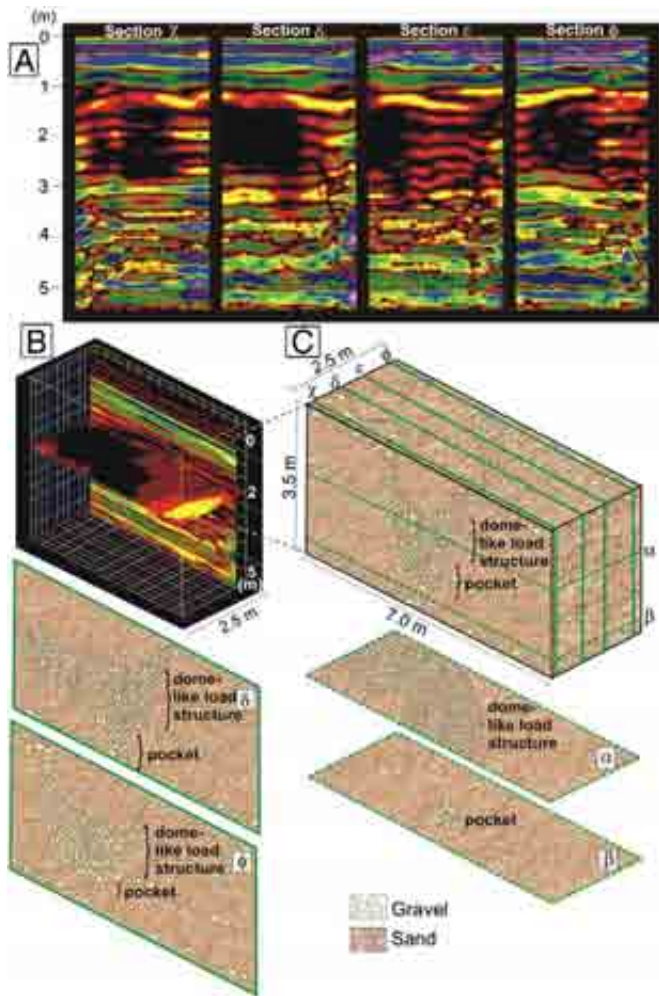 (m)
0
1
2
3
4
5
A
Section χ
Section δ
Section ε
Section φ
B
0
2
5
(m)
2.5 m
C
2.5 m
χ
δ
ε
φ
3.5 m
7.0 m
dome-
like load
structure
pocket
α
β
dome-
like load
structure
pocket
δ
dome-
like load
structure
pocket
φ
dome-
like load
structure
α
pocket
β
Gravel
Sand